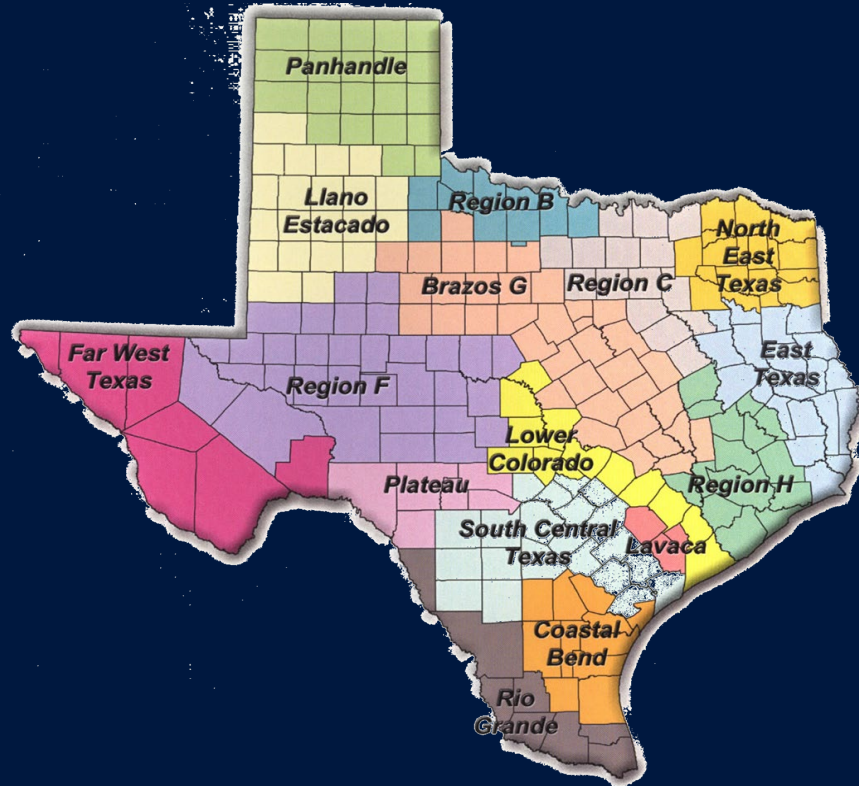 Panhandle
Llano
Estacado
Region B
North
East
Texas
Brazos G
Region C
Far West
Texas
Region F
East
Texas
Lower
Colorado
Plateau
Region H
South Central
Texas
Lavaca
Coastal
Bend
Rio
Grande